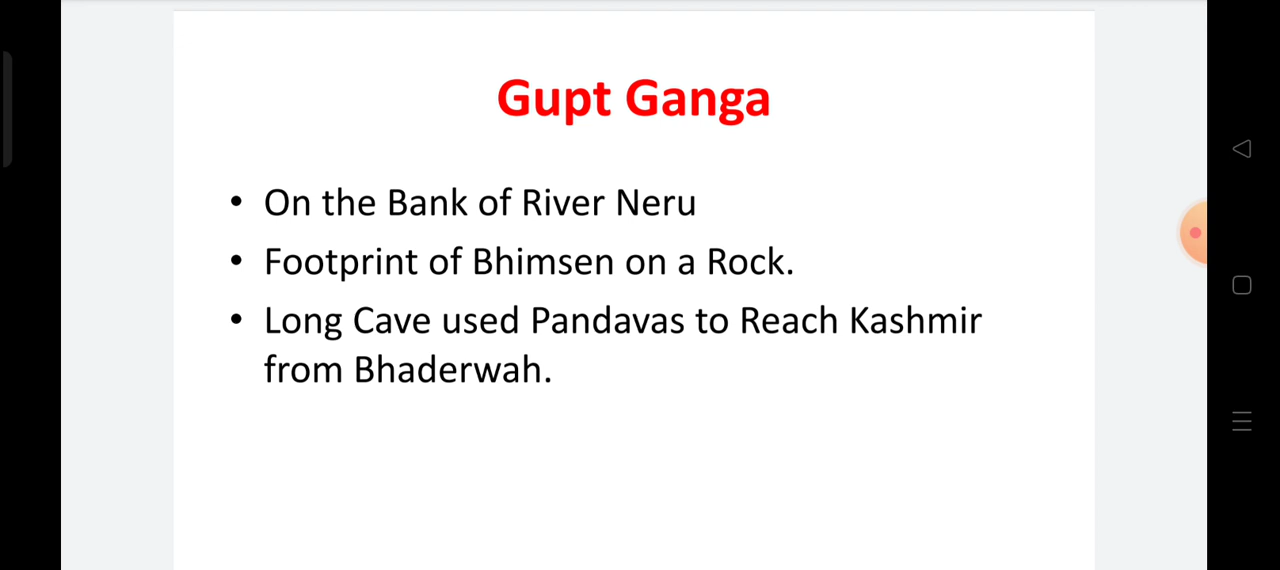 Gupt Ganga
• On the Bank of River Neru
• Footprint of Bhimsen on a Rock.
• Long Cave used Pandavas to Reach Kashmir
from Bhaderwah.